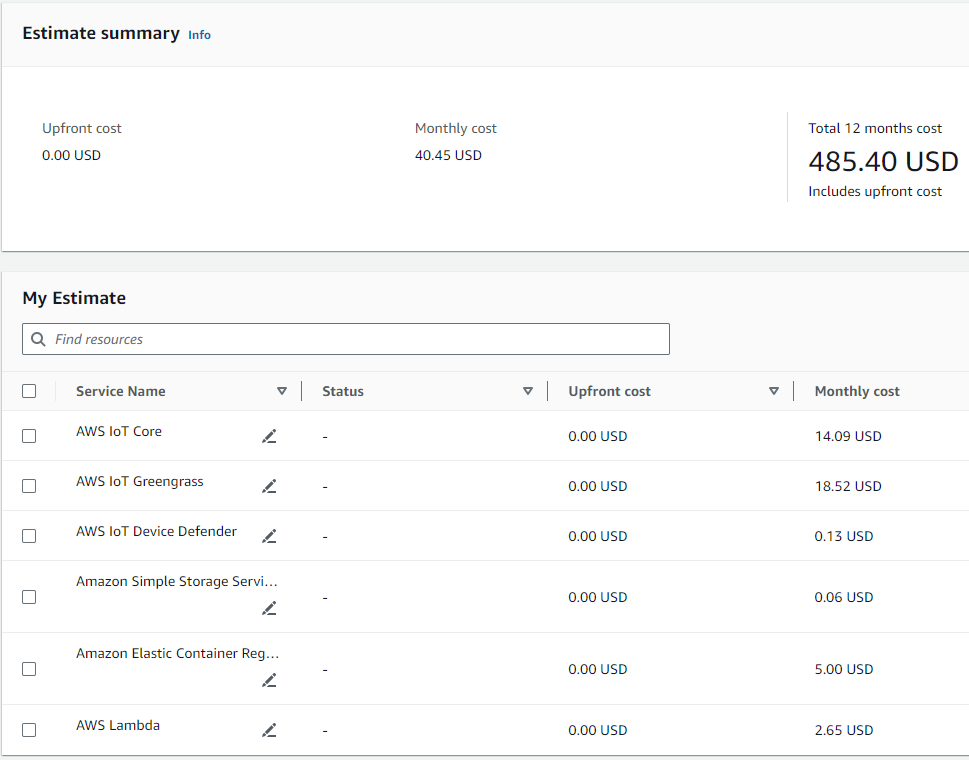 Estimate summary Info
Upfront cost Monthly cost Total 12 months cost
0.00 USD 40.45 USD 485.40 USD
Includes upfront cost
My Estimate
Find resources
Service Name Status Upfront cost Monthly cost
AWS IoT Core - 0.00 USD 14.09 USD
AWS IoT Greengrass - 0.00 USD 18.52 USD
AWS IoT Device Defender - 0.00 USD 0.13 USD
Amazon Simple Storage Servi... - 0.00 USD 0.06 USD
Amazon Elastic Container Reg... - 0.00 USD 5.00 USD
AWS Lambda - 0.00 USD 2.65 USD